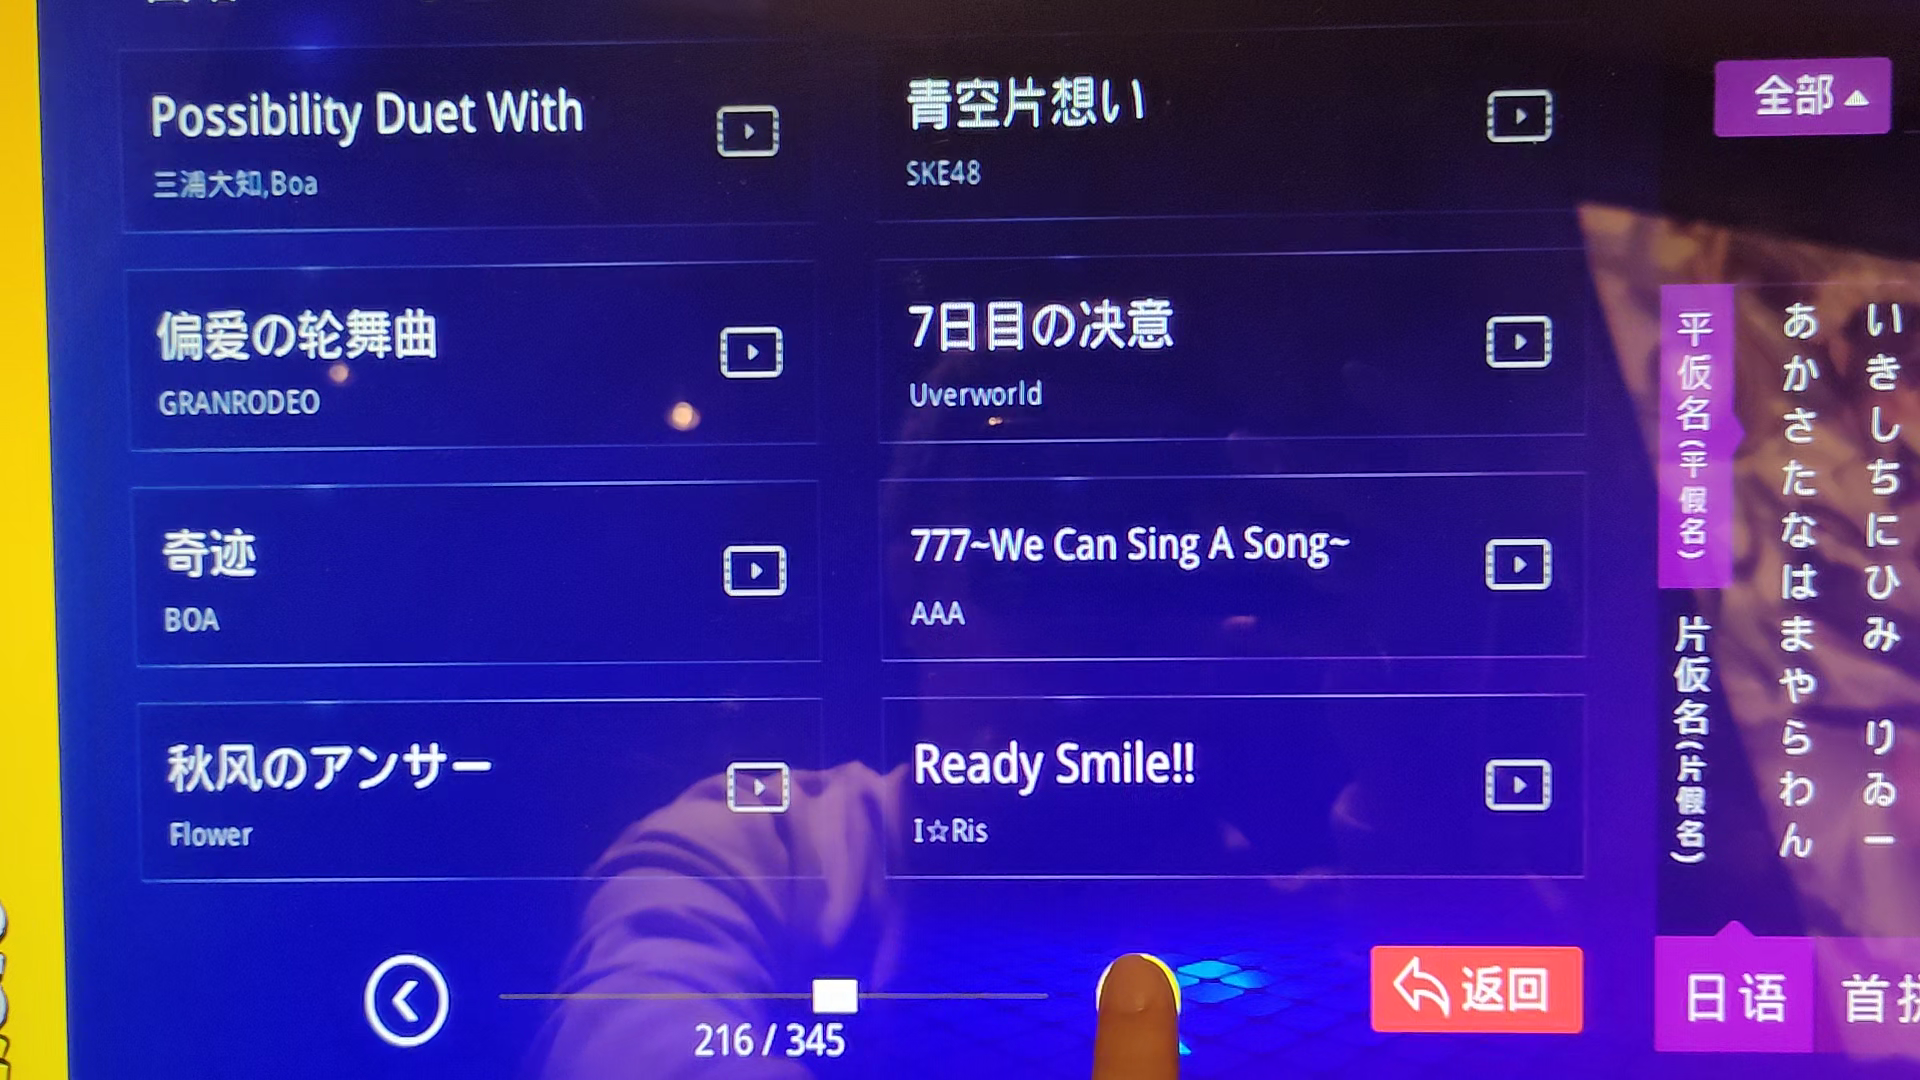 Possibility Duet With
三浦大知,Boa
青空片想い
SKE48
偏爱の轮舞曲
GRANRODEO
7日目の决意
Uverworld
奇迹
BOA
777~We Can Sing A Song~
AAA
秋风のアンサー
Flower
Ready Smile!!
I☆Ris
216 / 345
返回
全部
平仮名(平假名)
片仮名(片假名)
あかさたなはまやらわん
いきしちにひみ りゐー
日语
首